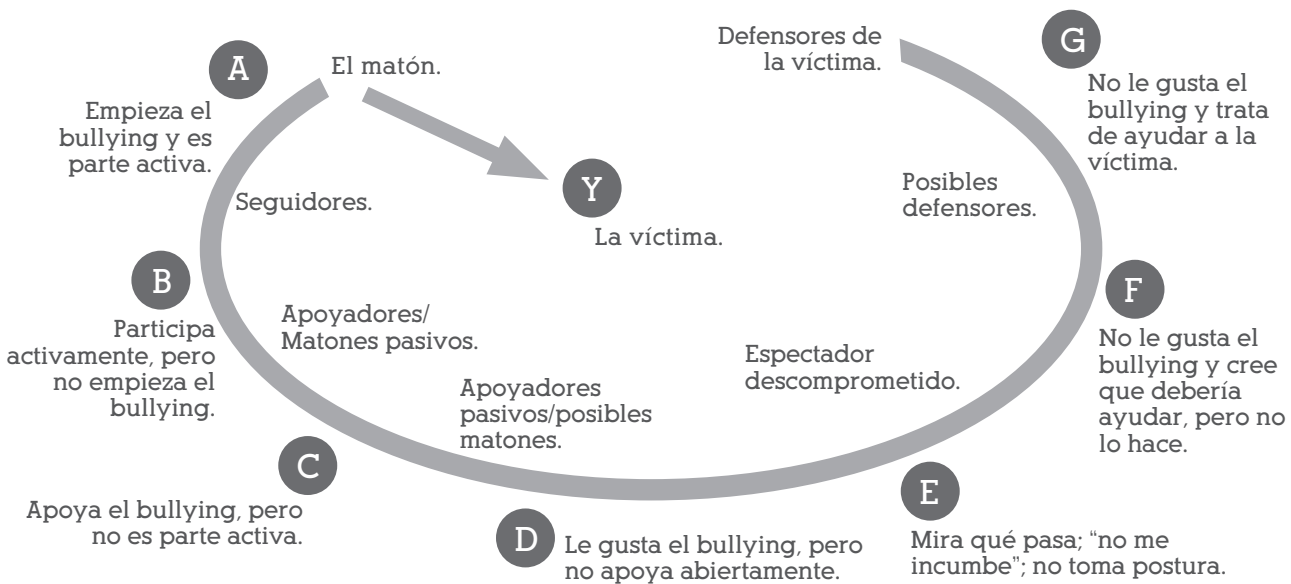 A
El matón.
Empieza el
bullying y es
parte activa.
Seguidores.
B
Participa
activamente, pero
no empieza el
bullying.
Apoyadores/
Matones pasivos.
C
Apoya el bullying, pero
no es parte activa.
Apoyadores
pasivos/posibles
matones.
D
Le gusta el bullying, pero
no apoya abiertamente.
Espectador
descomprometido.
E
Mira qué pasa; “no me
incumbe”; no toma postura.
Posibles
defensores.
F
No le gusta el
bullying y cree
que debería
ayudar, pero no
lo hace.
Defensores de
la víctima.
G
No le gusta el
bullying y trata
de ayudar a la
víctima.
Y
La víctima.